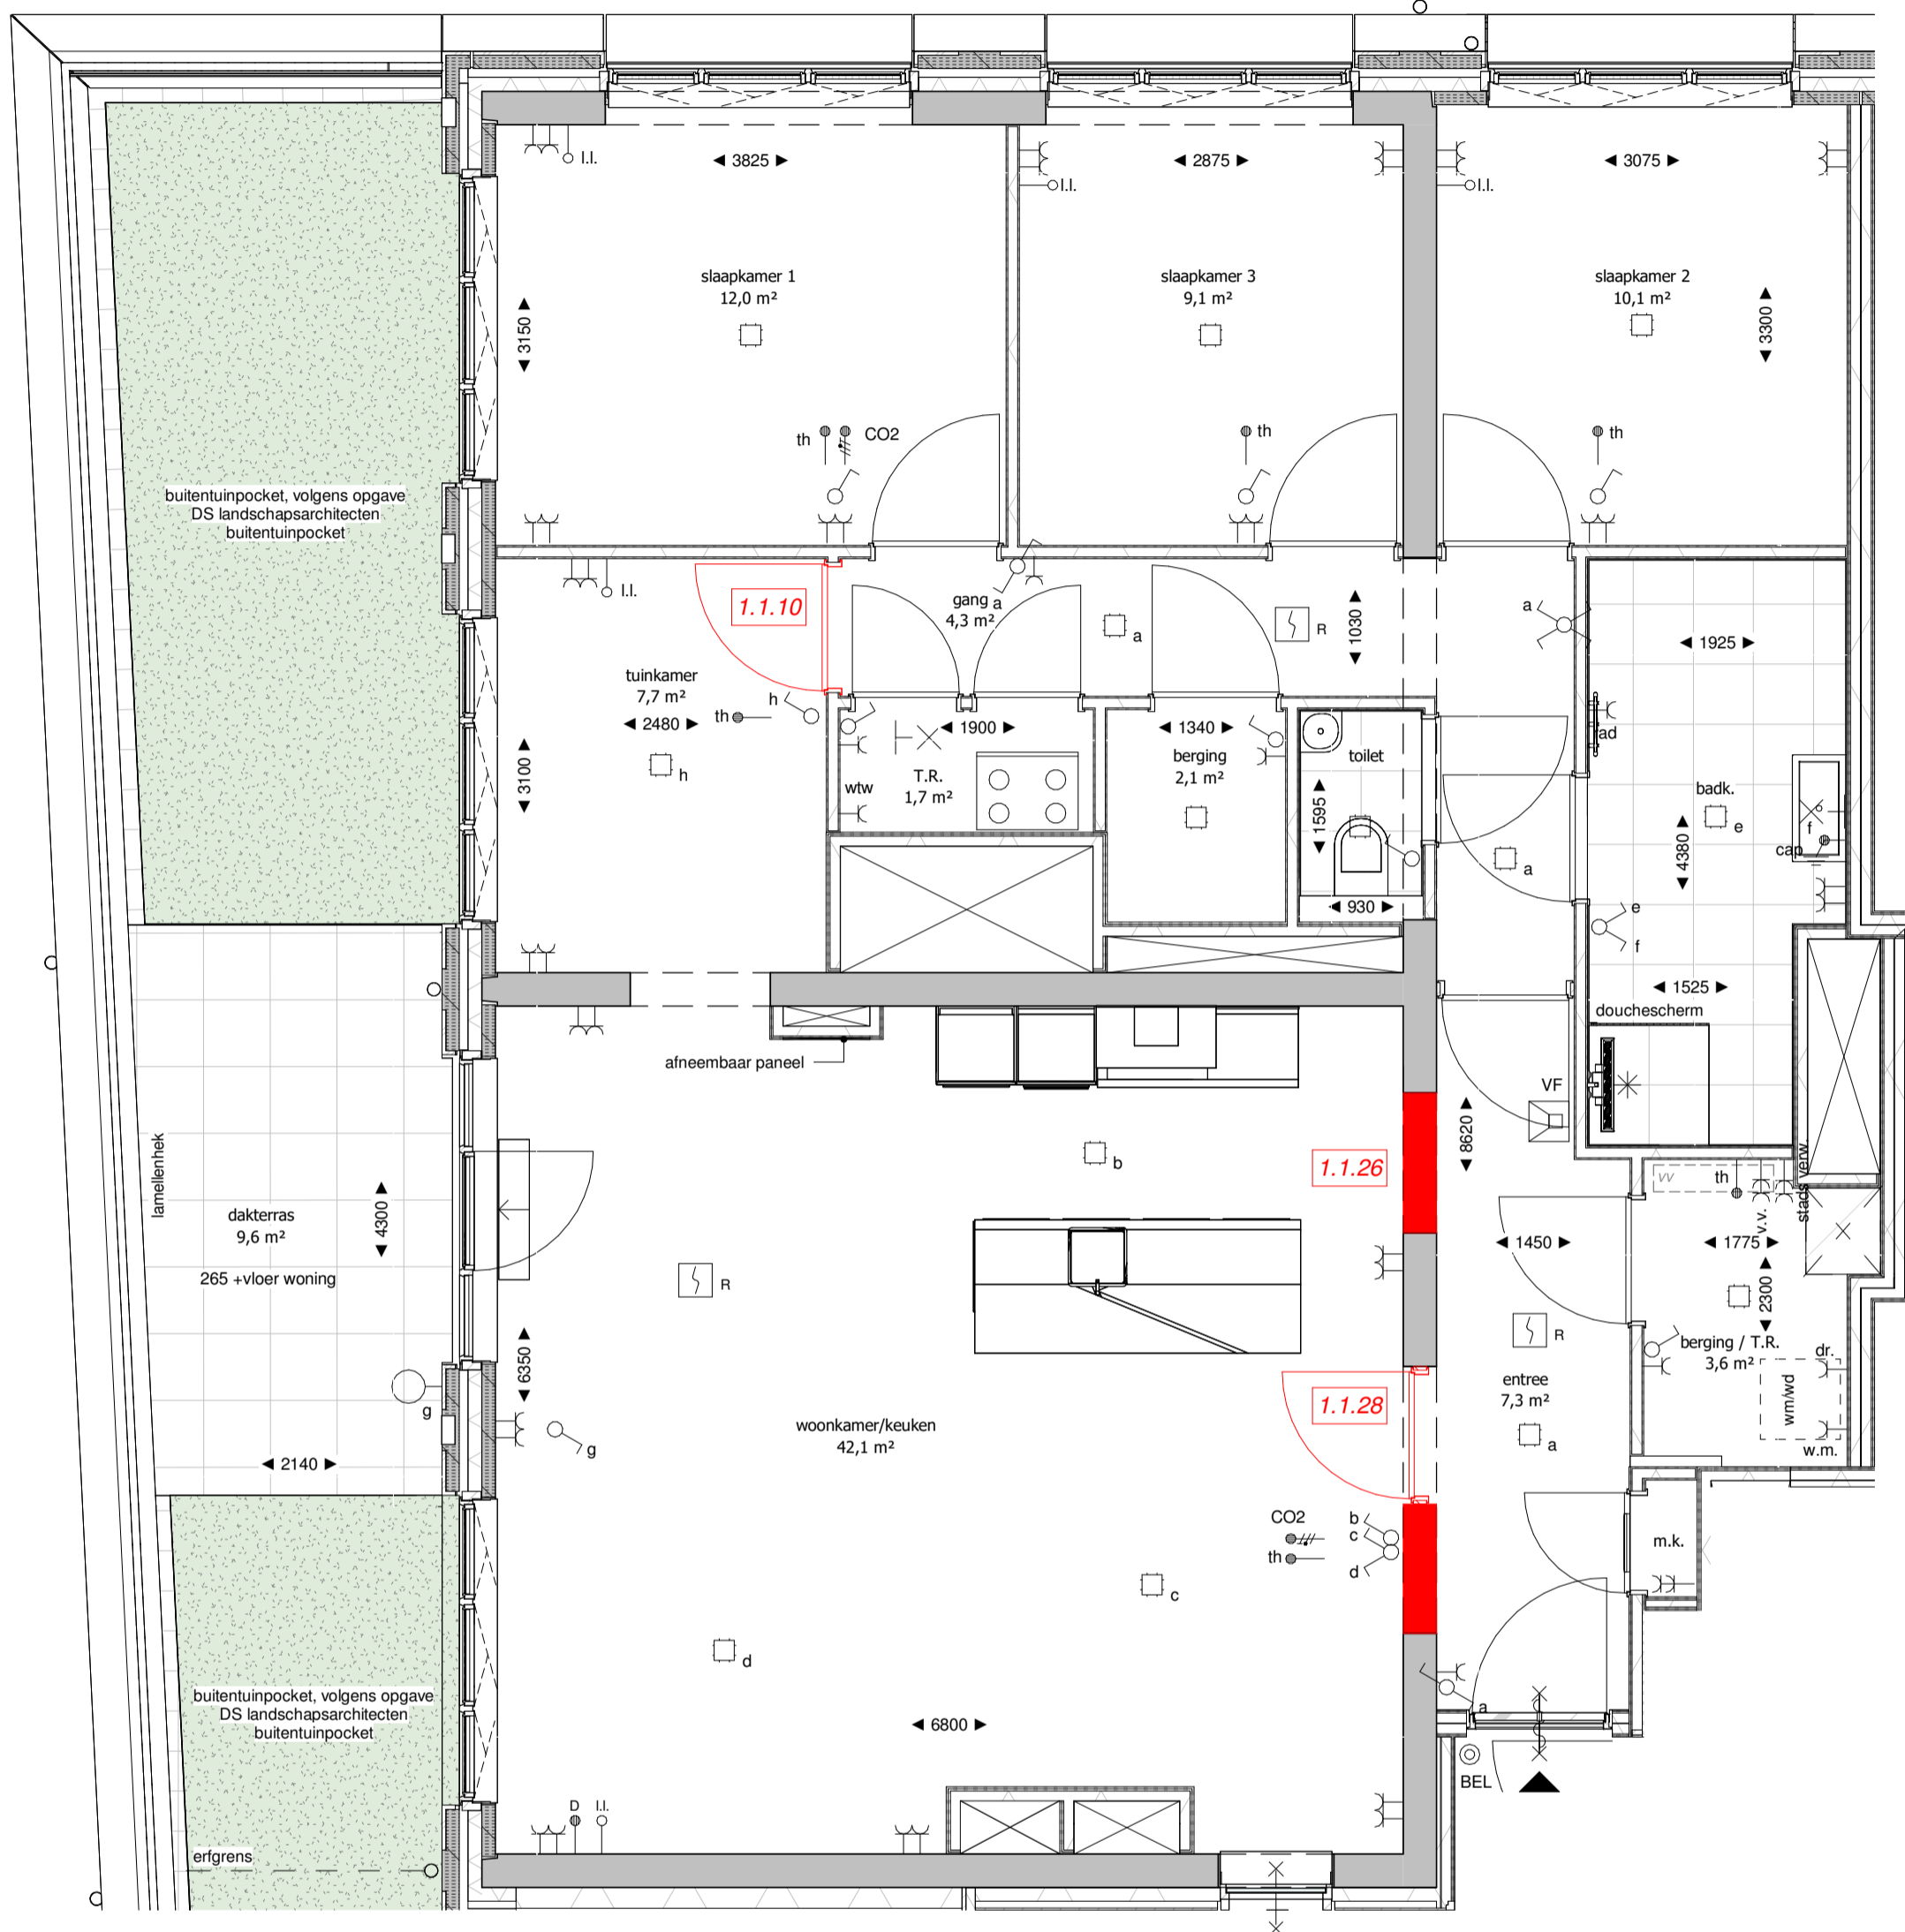 l.l.
3825
2875
3075
l.l.
l.l.
slaapkamer 1
12,0 m²
slaapkamer 3
9,1 m²
slaapkamer 2
10,1 m²
3150
3300
th
CO2
th
th
buitentuinpocket, volgens opgave
DS landschapsarchitecten
buitentuinpocket
l.l.
1.1.10
gang
a
4,3 m²
a
R
1030
a
1925
tuinkamer
7,7 m²
2480
th
h
h
3100
1900
T.R.
1,7 m²
wtw
1340
berging
2,1 m²
toilet
1595
930
a
ad
badk.
e
f
cap
4380
e
f
1525
douchescherm
afneembaar paneel
VF
8620
b
1.1.26
lamellenhek
dakterras
9,6 m²
4300
265 +vloer woning
R
vv
th
v.v.
stads verw.
1450
1775
2300
R
berging / T.R.
3,6 m²
dr.
wm/wd
w.m.
6350
entree
7,3 m²
a
g
g
2140
woonkamer/keuken
42,1 m²
1.1.28
CO2
th
b
c
d
m.k.
c
d
buitentuinpocket, volgens opgave
DS landschapsarchitecten
buitentuinpocket
6800
a
BEL
D
l.l.
erfgrens